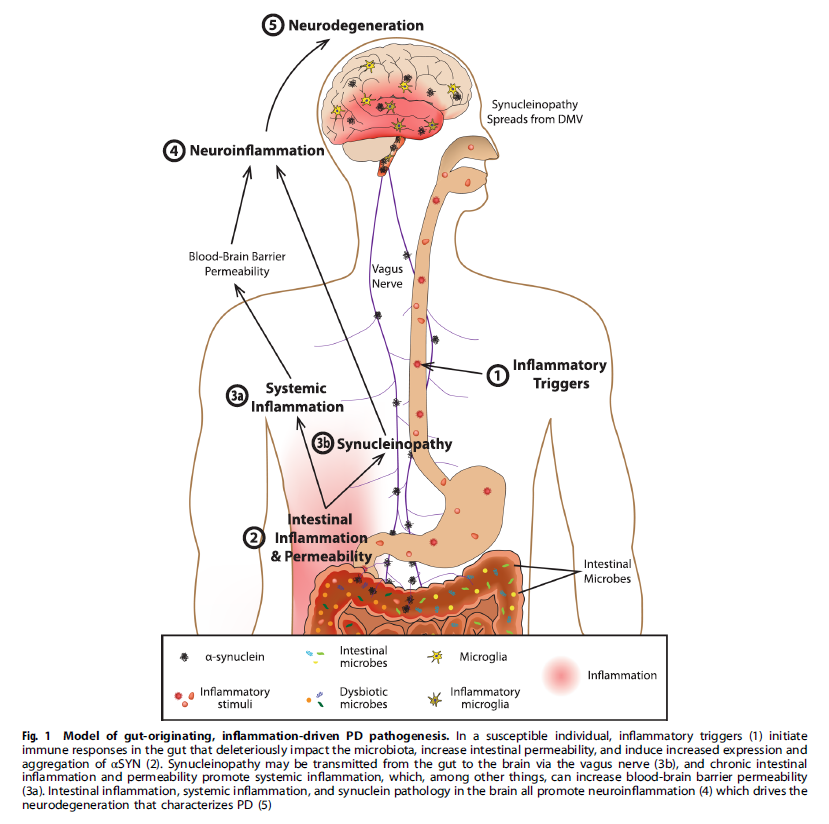 5 Neurodegeneration
Synucleinopathy
Spreads from DMV
4 Neuroinflammation
Blood-Brain Barrier
Permeability
Vagus
Nerve
1 Inflammatory
Triggers
3a Systemic
Inflammation
3b Synucleinopathy
2 Intestinal
Inflammation
& Permeability
Intestinal
Microbes
α-synuclein
Intestinal
microbes
Microglia
Inflammation
Inflammatory
stimuli
Dysbiotic
microbes
Inflammatory
microglia
Fig. 1 Model of gut-originating, inflammation-driven PD pathogenesis. In a susceptible individual, inflammatory triggers (1) initiate
immune responses in the gut that deleteriously impact the microbiota, increase intestinal permeability, and induce increased expression and
aggregation of αSYN (2). Synucleinopathy may be transmitted from the gut to the brain via the vagus nerve (3b), and chronic intestinal
inflammation and permeability promote systemic inflammation, which, among other things, can increase blood-brain barrier permeability
(3a). Intestinal inflammation, systemic inflammation, and synuclein pathology in the brain all promote neuroinflammation (4) which drives the
neurodegeneration that characterizes PD (5)